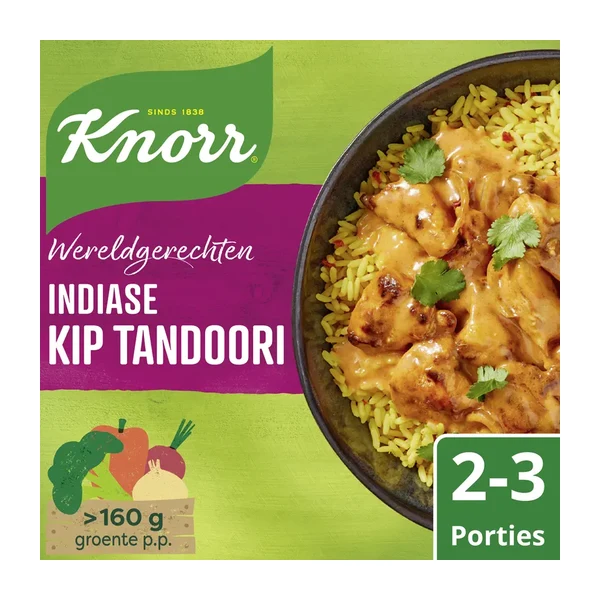 SINDS 1838
Knorr®
Wereldgerechten
INDIASE
KIP TANDOORI
>160 g
groente p.p.
2-3
Porties